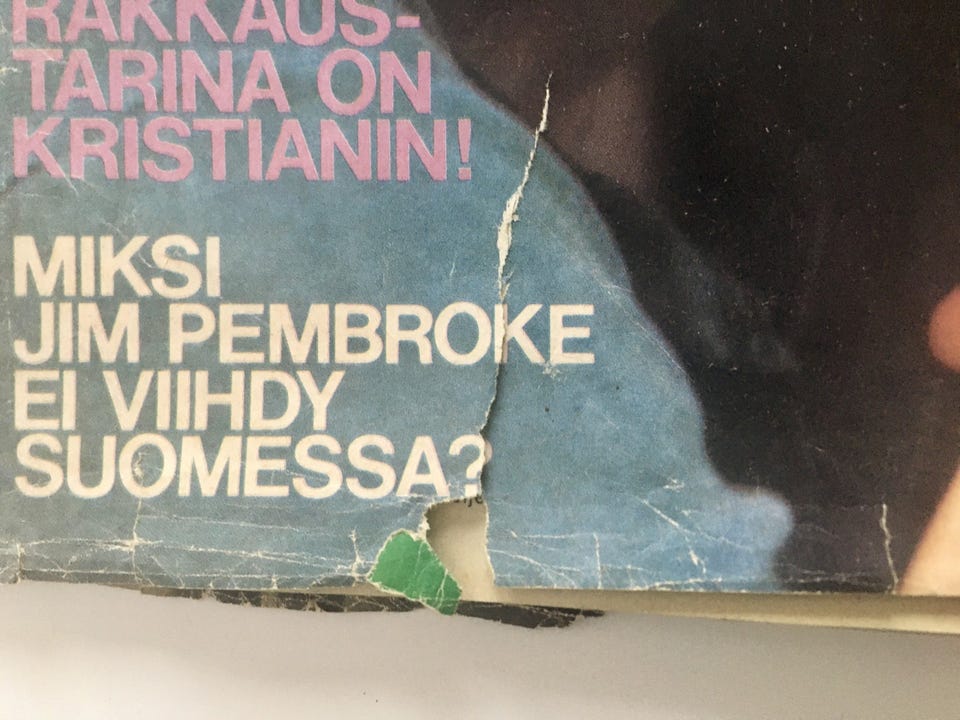 RAKKAUS-
TARINA ON
KRISTIANIN!
MIKSI
JIM PEMBROKE
EI VIIHDY
SUOMESSA?